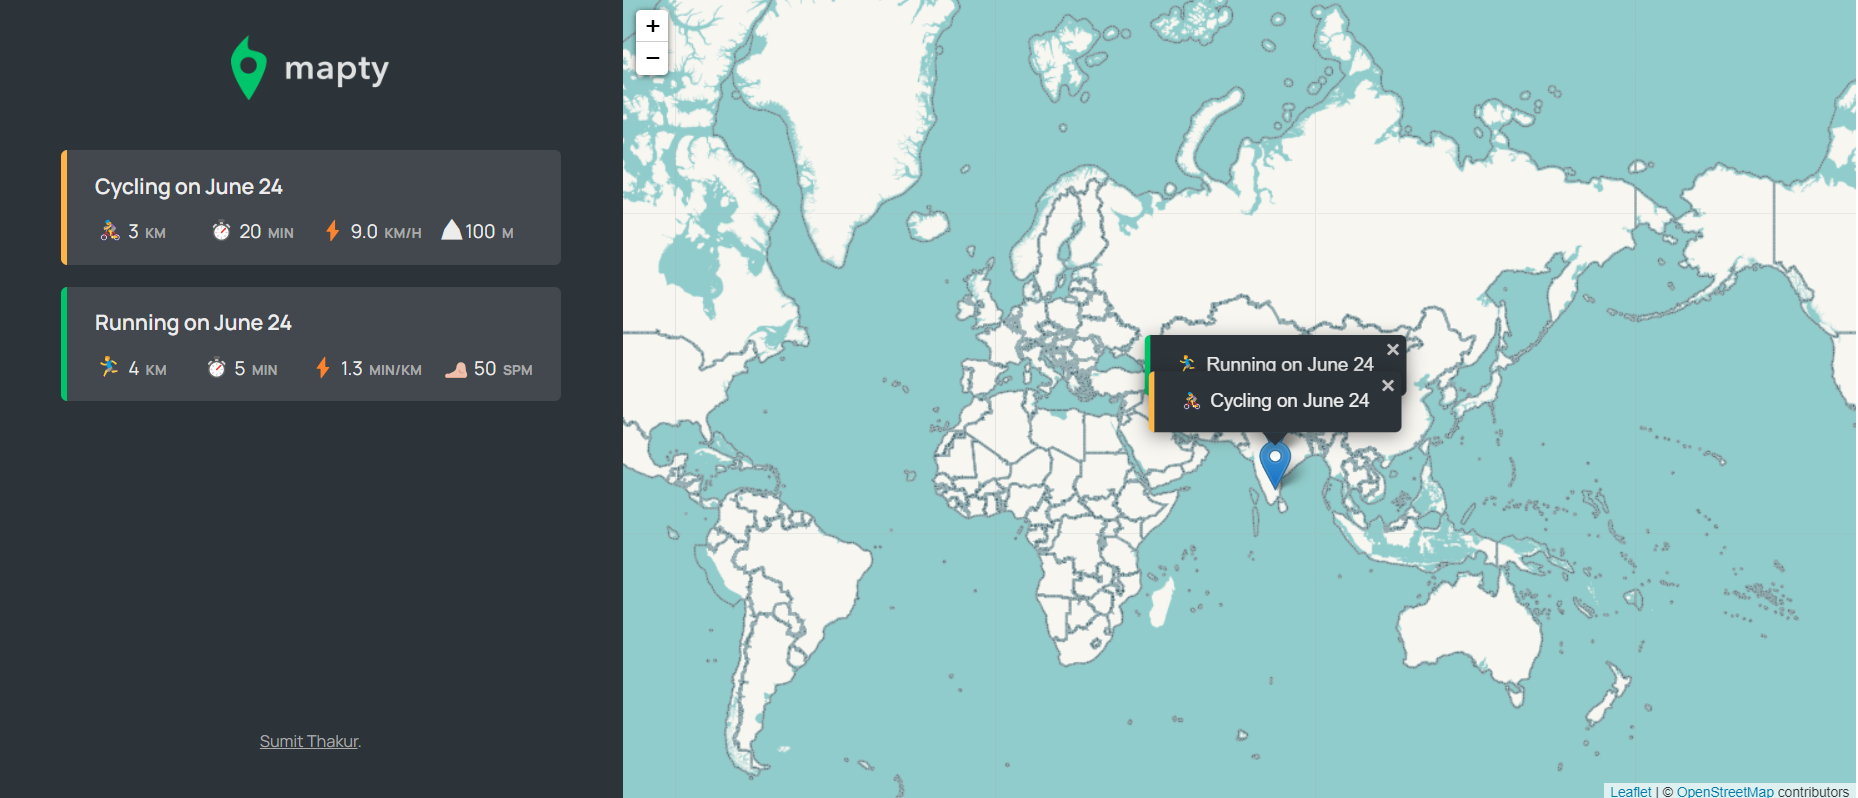 mapty
Cycling on June 24
3 KM 20 MIN 9.0 KM/H 100 M
Running on June 24
4 KM 5 MIN 1.3 MIN/KM 50 SPM
Sumit Thakur.
+
−
Running on June 24 ×
Cycling on June 24 ×
Leaflet | © OpenStreetMap contributors